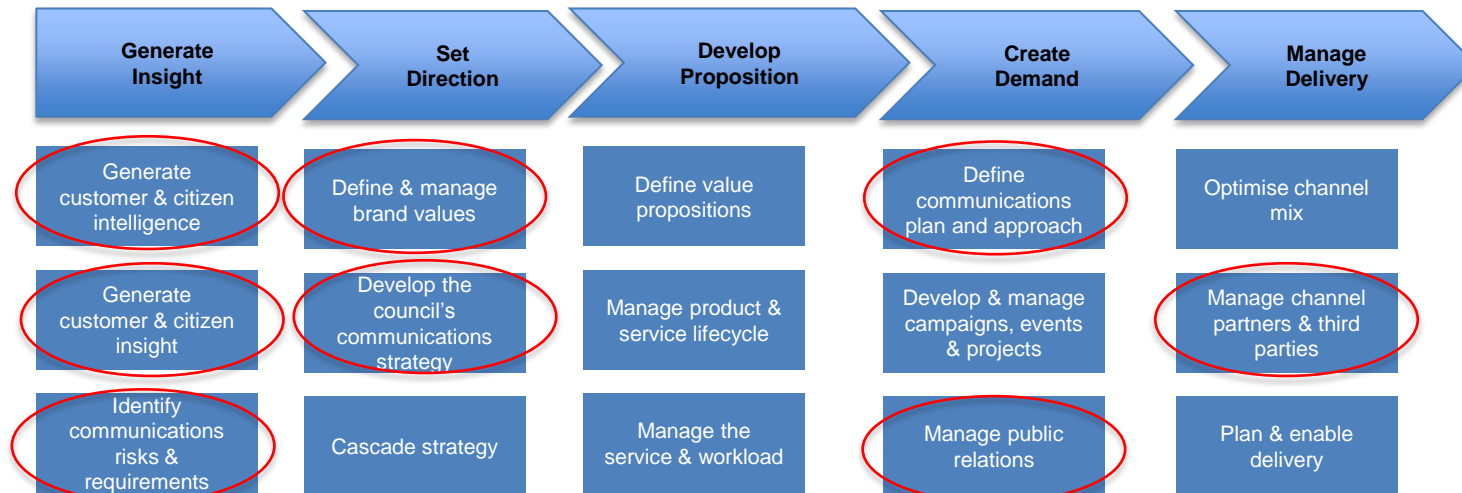 Generate
Insight
Set
Direction
Develop
Proposition
Create
Demand
Manage
Delivery
Generate
customer & citizen
intelligence
Define & manage
brand values
Define value
propositions
Define
communications
plan and approach
Optimise channel
mix
Generate
customer & citizen
insight
Develop the
council’s
communications
strategy
Manage product &
service lifecycle
Develop & manage
campaigns, events
& projects
Manage channel
partners & third
parties
Identify
communications
risks &
requirements
Cascade strategy
Manage the
service & workload
Manage public
relations
Plan & enable
delivery